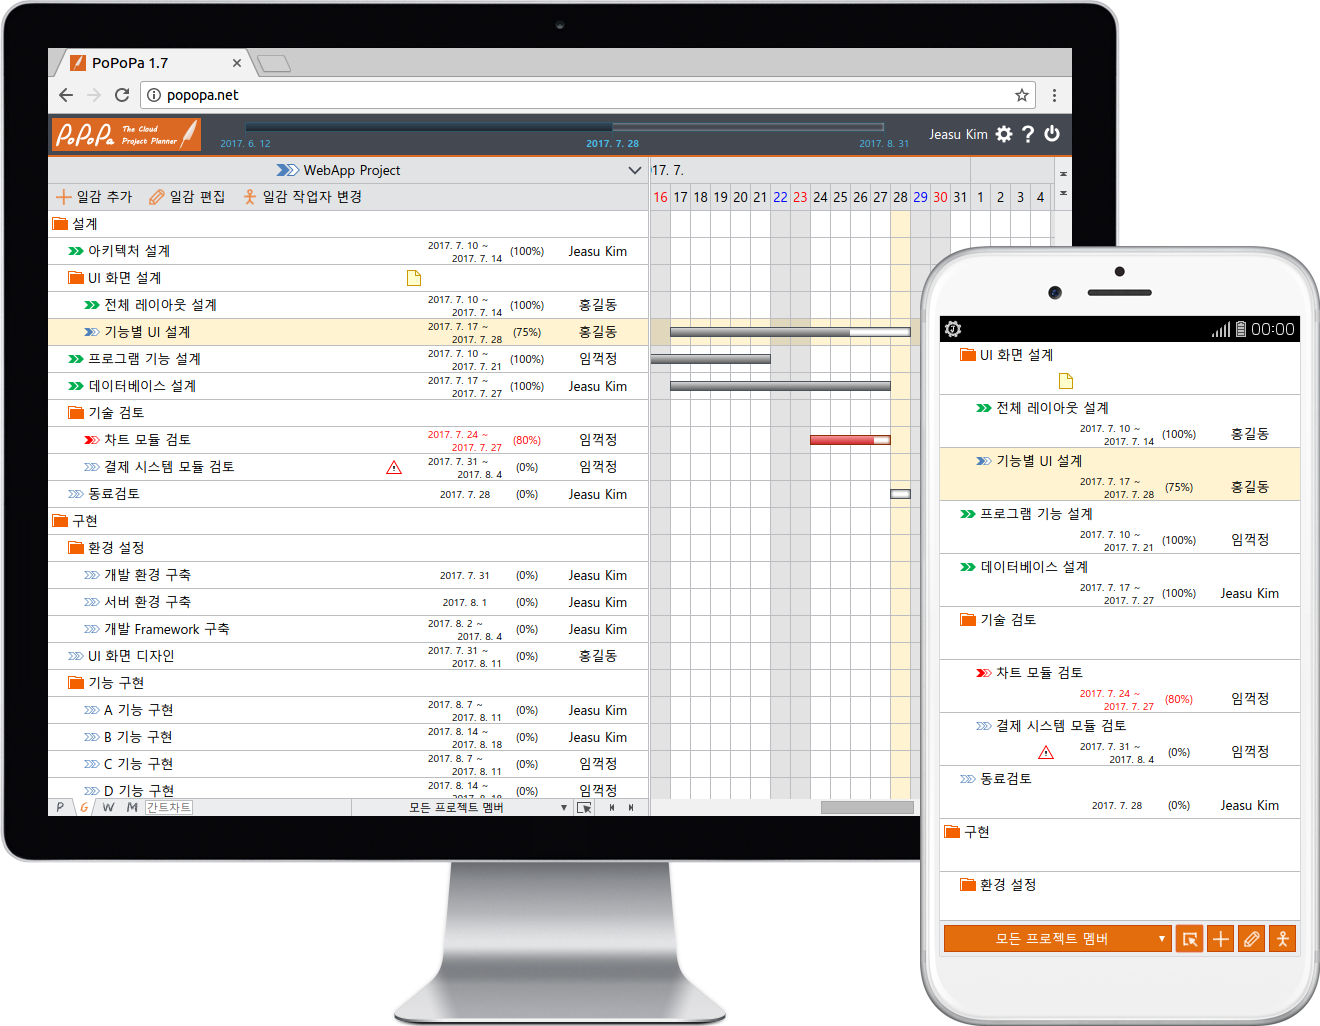 PoPoPa 1.7
popopa.net
PoPoPa The Cloud Project Planner
2017. 6. 12 2017. 7. 28 2017. 8. 31
Jeasu Kim
WebApp Project
17. 7.
일감 추가 일감 편집 일감 작업자 변경
16 17 18 19 20 21 22 23 24 25 26 27 28 29 30 31 1 2 3 4
설계
아키텍처 설계 2017. 7. 10 ~ 2017. 7. 14 (100%) Jeasu Kim
UI 화면 설계
전체 레이아웃 설계 2017. 7. 10 ~ 2017. 7. 14 (100%) 홍길동
기능별 UI 설계 2017. 7. 17 ~ 2017. 7. 28 (75%) 홍길동
프로그램 기능 설계 2017. 7. 10 ~ 2017. 7. 21 (100%) 임꺽정
데이터베이스 설계 2017. 7. 17 ~ 2017. 7. 27 (100%) Jeasu Kim
기술 검토
차트 모듈 검토 2017. 7. 24 ~ 2017. 7. 27 (80%) 임꺽정
결제 시스템 모듈 검토 2017. 7. 31 ~ 2017. 8. 4 (0%) 임꺽정
동료검토 2017. 7. 28 (0%) Jeasu Kim
구현
환경 설정
개발 환경 구축 2017. 7. 31 (0%) Jeasu Kim
서버 환경 구축 2017. 8. 1 (0%) Jeasu Kim
개발 Framework 구축 2017. 8. 2 ~ 2017. 8. 4 (0%) Jeasu Kim
UI 화면 디자인 2017. 7. 31 ~ 2017. 8. 11 (0%) 홍길동
기능 구현
A 기능 구현 2017. 8. 7 ~ 2017. 8. 11 (0%) Jeasu Kim
B 기능 구현 2017. 8. 14 ~ 2017. 8. 18 (0%) Jeasu Kim
C 기능 구현 2017. 8. 7 ~ 2017. 8. 11 (0%) 임꺽정
D 기능 구현 2017. 8. 14 ~ 2017. 8. 18 (0%) 임꺽정
P G W M 간트차트 모든 프로젝트 멤버
00:00
UI 화면 설계
전체 레이아웃 설계
2017. 7. 10 ~ 2017. 7. 14 (100%) 홍길동
기능별 UI 설계
2017. 7. 17 ~ 2017. 7. 28 (75%) 홍길동
프로그램 기능 설계
2017. 7. 10 ~ 2017. 7. 21 (100%) 임꺽정
데이터베이스 설계
2017. 7. 17 ~ 2017. 7. 27 (100%) Jeasu Kim
기술 검토
차트 모듈 검토
2017. 7. 24 ~ 2017. 7. 27 (80%) 임꺽정
결제 시스템 모듈 검토
2017. 7. 31 ~ 2017. 8. 4 (0%) 임꺽정
동료검토
2017. 7. 28 (0%) Jeasu Kim
구현
환경 설정
모든 프로젝트 멤버